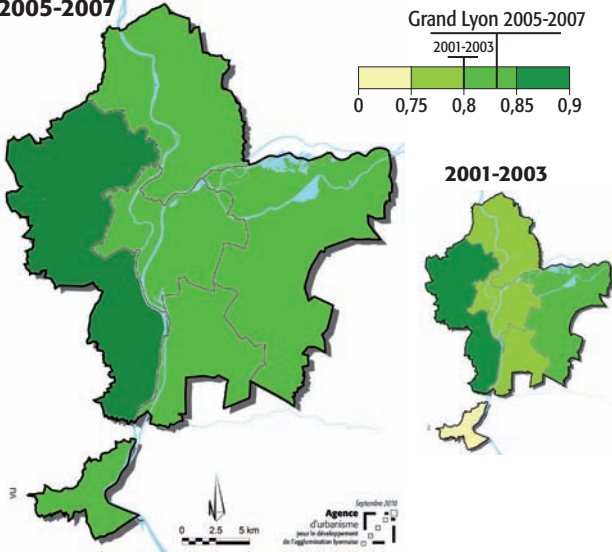 2005-2007
Grand Lyon 2005-2007
2001-2003
0 0,75 0,8 0,85 0,9
2001-2003
0 2.5 5 km
Septembre 2010
Agence
d'urbanisme
pour le développement
de l'agglomération lyonnaise